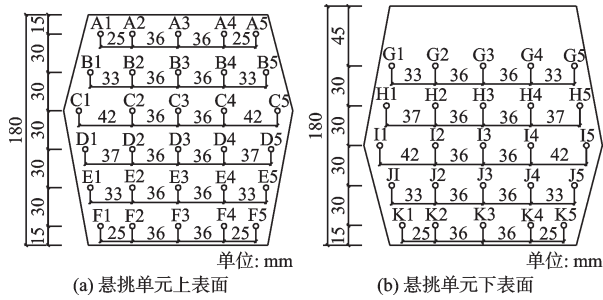 A1 A2 A3 A4 A5
25 36 36 25
B1 B2 B3 B4 B5
33 36 36 33
C1 C2 C3 C4 C5
42 36 36 42
D1 D2 D3 D4 D5
37 36 36 37
E1 E2 E3 E4 E5
33 36 36 33
F1 F2 F3 F4 F5
25 36 36 25
15
30
30
30
30
30
15
180
单位: mm
(a) 悬挑单元上表面
G1 G2 G3 G4 G5
33 36 36 33
H1 H2 H3 H4 H5
37 36 36 37
I1 I2 I3 I4 I5
42 36 36 42
JI J2 J3 J4 J5
33 36 36 33
K1 K2 K3 K4 K5
25 36 36 25
45
30
30
30
30
15
180
单位: mm
(b) 悬挑单元下表面